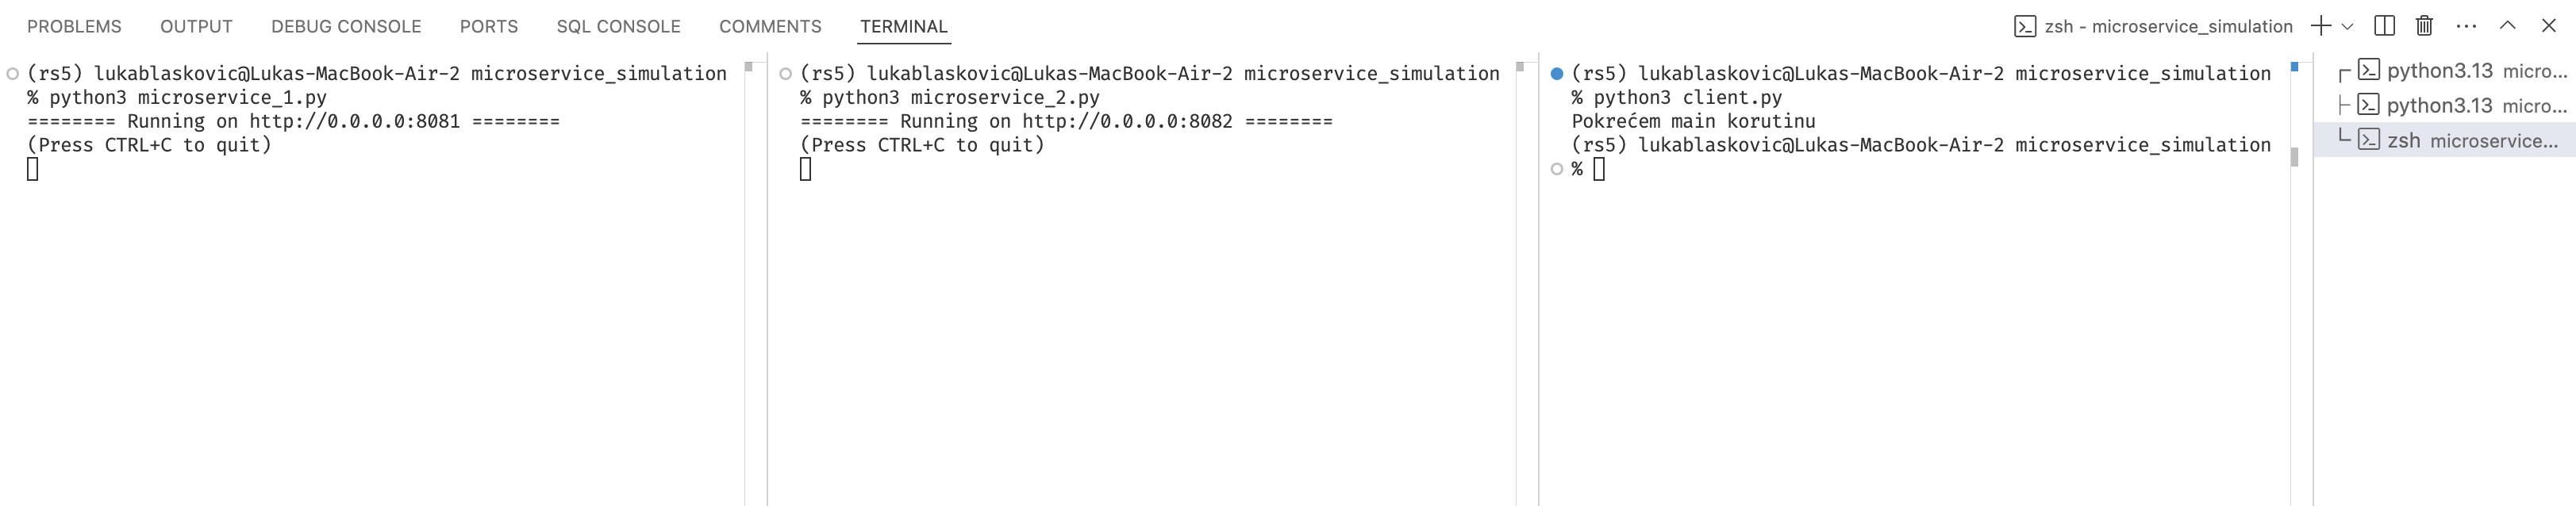 PROBLEMS OUTPUT DEBUG CONSOLE PORTS SQL CONSOLE COMMENTS TERMINAL
zsh - microservice_simulation
(rs5) lukablaskovic@Lukas-MacBook-Air-2 microservice_simulation
% python3 microservice_1.py
======== Running on http://0.0.0.0:8081 ========
(Press CTRL+C to quit)
(rs5) lukablaskovic@Lukas-MacBook-Air-2 microservice_simulation
% python3 microservice_2.py
======== Running on http://0.0.0.0:8082 ========
(Press CTRL+C to quit)
(rs5) lukablaskovic@Lukas-MacBook-Air-2 microservice_simulation
% python3 client.py
Pokrećem main korutinu
(rs5) lukablaskovic@Lukas-MacBook-Air-2 microservice_simulation
%
python3.13 micro...
python3.13 micro...
zsh microservice...